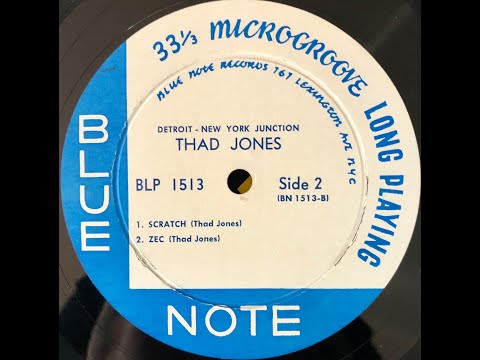 33⅓ MICROGROOVE LONG PLAYING
BLUE NOTE RECORDS 767 LEXINGTON AVE NYC
DETROIT - NEW YORK JUNCTION
THAD JONES
BLP 1513 Side 2
(BN 1513-B)
1. SCRATCH (Thad Jones)
2. ZEC (Thad Jones)
BLUE
NOTE